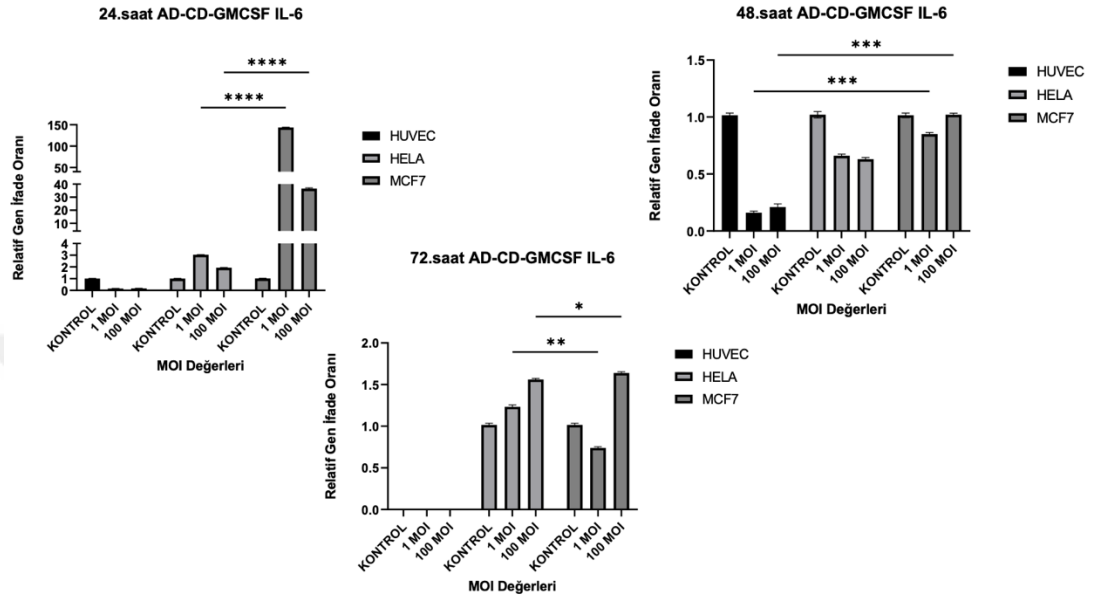 24.saat AD-CD-GMCSF IL-6
Relatif Gen İfade Oranı
150
100
50
40
30
20
10
4
3
2
1
0
****
****
KONTROL
1 MOI
100 MOI
KONTROL
1 MOI
100 MOI
KONTROL
1 MOI
100 MOI
MOI Değerleri
HUVEC
HELA
MCF7
48.saat AD-CD-GMCSF IL-6
Relatif Gen İfade Oranı
1.5
1.0
0.5
0.0
***
***
KONTROL
1 MOI
100 MOI
KONTROL
1 MOI
100 MOI
KONTROL
1 MOI
100 MOI
MOI Değerleri
HUVEC
HELA
MCF7
72.saat AD-CD-GMCSF IL-6
Relatif Gen İfade Oranı
2.0
1.5
1.0
0.5
0.0
*
**
KONTROL
1 MOI
100 MOI
KONTROL
1 MOI
100 MOI
KONTROL
1 MOI
100 MOI
MOI Değerleri
HUVEC
HELA
MCF7